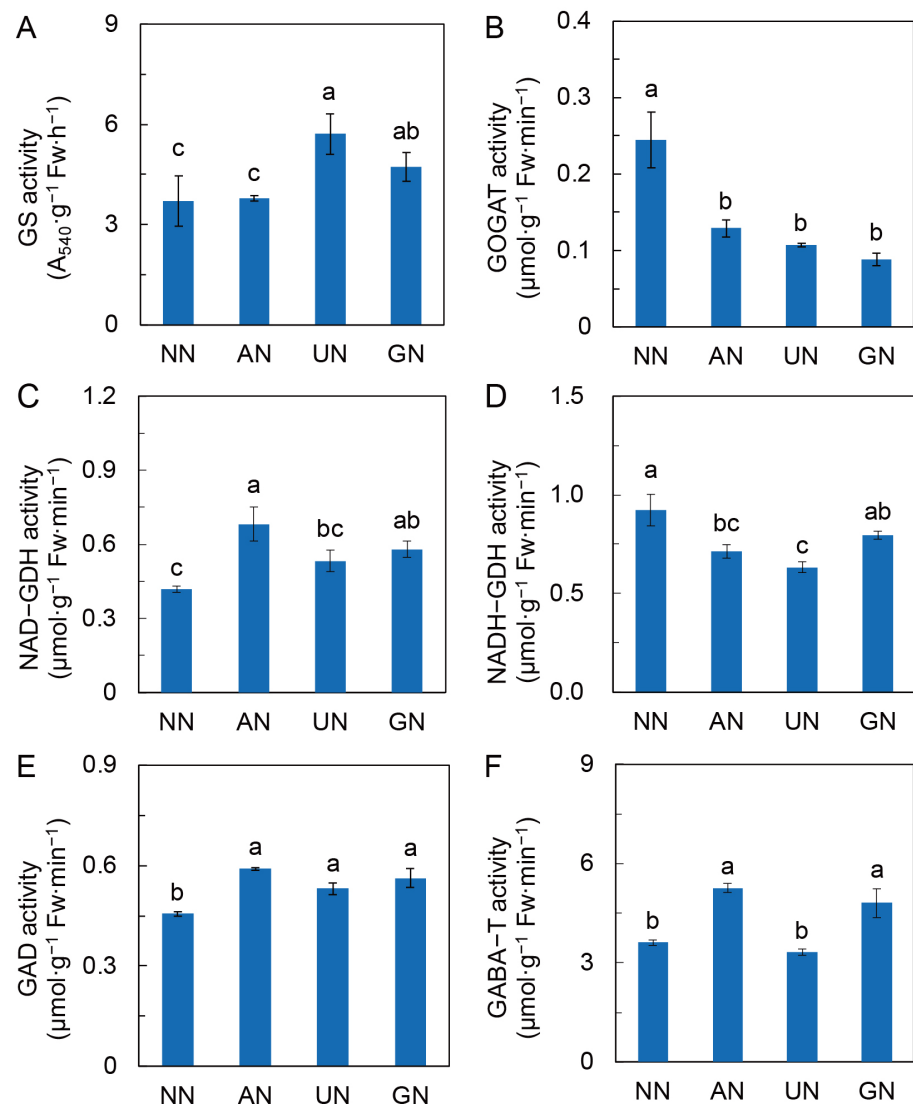 A
GS activity
(A₅₄₀·g⁻¹ Fw·h⁻¹)
9
6
3
0
c
c
a
ab
NN AN UN GN
B
GOGAT activity
(µmol·g⁻¹ Fw·min⁻¹)
0.4
0.3
0.2
0.1
0
a
b
b
b
NN AN UN GN
C
NAD−GDH activity
(µmol·g⁻¹ Fw·min⁻¹)
1.2
0.9
0.6
0.3
0
c
a
bc
ab
NN AN UN GN
D
NADH−GDH activity
(µmol·g⁻¹ Fw·min⁻¹)
1.5
1.0
0.5
0.0
a
bc
c
ab
NN AN UN GN
E
GAD activity
(µmol·g⁻¹ Fw·min⁻¹)
0.9
0.6
0.3
0
b
a
a
a
NN AN UN GN
F
GABA−T activity
(µmol·g⁻¹ Fw·min⁻¹)
9
6
3
0
b
a
b
a
NN AN UN GN